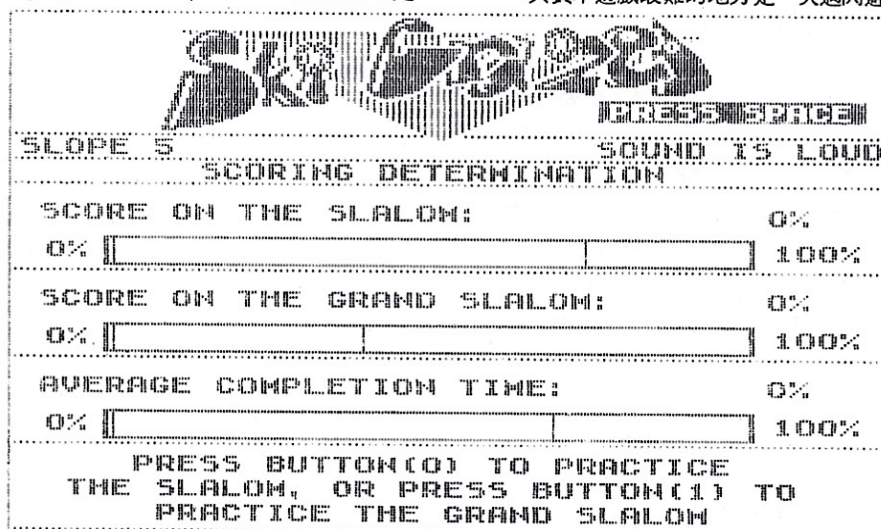 Ski Crazy
PRESS SPACE
SLOPE 5
SOUND IS LOUD
SCORING DETERMINATION
SCORE ON THE SLALOM: 0%
0% 100%
SCORE ON THE GRAND SLALOM: 0%
0% 100%
AVERAGE COMPLETION TIME: 0%
0% 100%
PRESS BUTTON(0) TO PRACTICE
THE SLALOM, OR PRESS BUTTON(1) TO
PRACTICE THE GRAND SLALOM